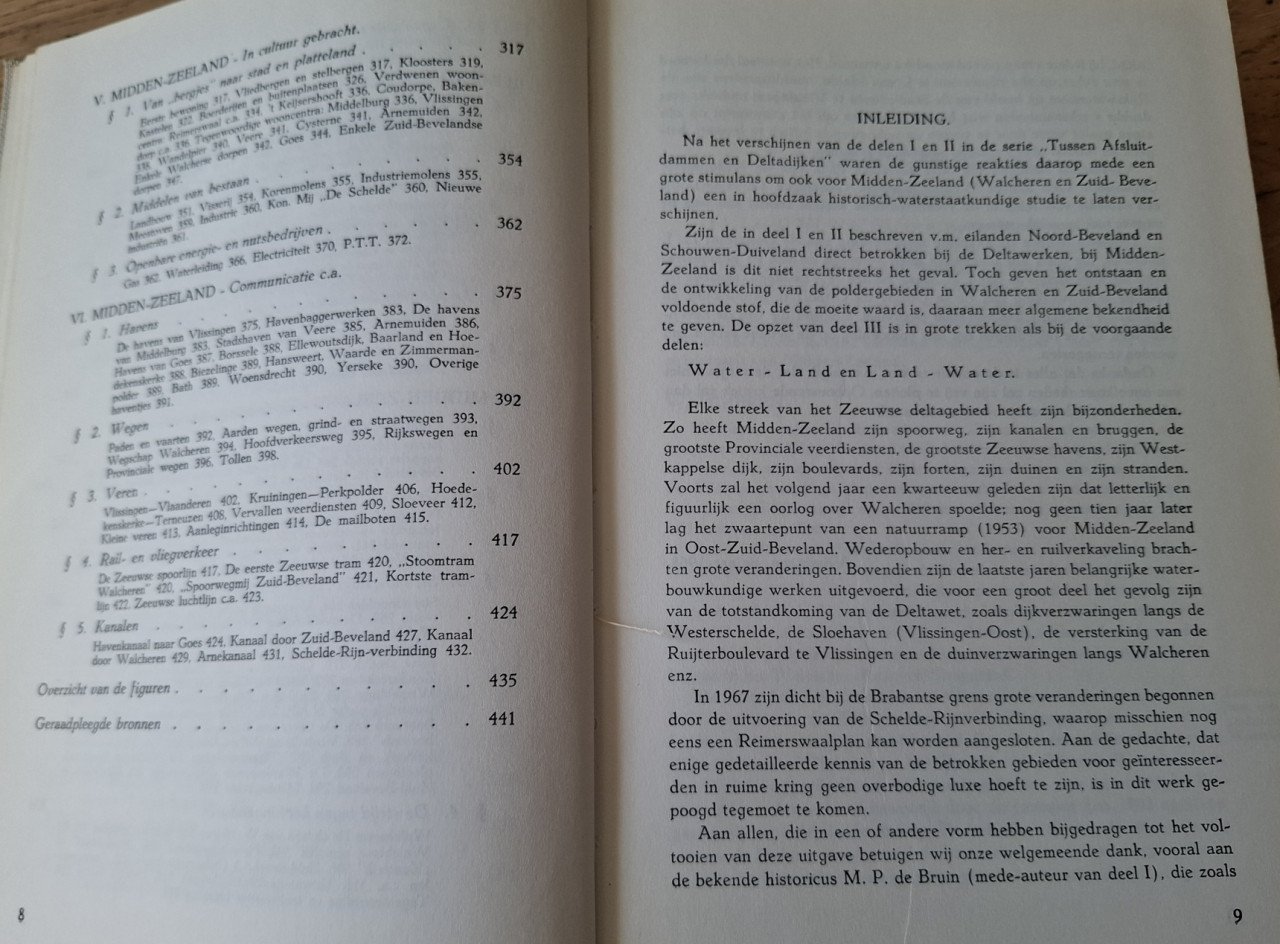 V. MIDDEN-ZEELAND - In cultuur gebracht.
§ 1. Van „bergjes" naar stad en platteland . . . . . 317
Eerste bewoning 317, Vliedbergen en stelbergen 317, Kloosters 319,
Kastelen 322, Boerderijen en buitenplaatsen 326, Verdwenen woon-
centra: Reimerswaal c.a. 334, 't Keijsershooft 336, Coudorpe, Baken-
dorp c.a. 336, Tegenwoordige wooncentra: Middelburg 336, Vlissingen
338, Wandelpier 340, Veere 341, Cysterne 341, Arnemuiden 342,
Enkele Walcherse dorpen 342, Goes 344, Enkele Zuid-Bevelandse
dorpen 347.
§ 2. Middelen van bestaan . . . . . . . . 354
Landbouw 351, Visserij 354, Korenmolens 355, Industriemolens 355,
Meestoven 359, Industrie 360, Kon. Mij „De Schelde" 360, Nieuwe
industriën 361.
§ 3. Openbare energie- en nutsbedrijven . . . . . . 362
Gas 362, Waterleiding 366, Electriciteit 370, P.T.T. 372.
VI. MIDDEN-ZEELAND - Communicatie c.a.
§ 1. Havens . . . . . . . . . . 375
De havens van Vlissingen 375, Havenbaggerwerken 383, De havens
van Middelburg 383, Stadshaven van Veere 385, Arnemuiden 386,
Havens van Goes 387, Borssele 388, Ellewoutsdijk, Baarland en Hoe-
dekenskerke 388, Biezelinge 389, Hansweert, Waarde en Zimmerman-
polder 389, Bath 389, Woensdrecht 390, Yerseke 390, Overige
haventjes 391.
§ 2. Wegen . . . . . . . . . . 392
Paden en vaarten 392, Aarden wegen, grind- en straatwegen 393,
Wegschap Walcheren 394, Hoofdverkeersweg 395, Rijkswegen en
Provinciale wegen 396, Tollen 398.
§ 3. Veren . . . . . . . . . . 402
Vlissingen—Vlaanderen 402, Kruiningen—Perkpolder 406, Hoede-
kenskerke—Terneuzen 408, Vervallen veerdiensten 409, Sloeveer 412,
Kleine veren 413, Aanleginrichtingen 414, De mailboten 415.
§ 4. Rail- en vliegverkeer . . . . . . . . 417
De Zeeuwse spoorlijn 417, De eerste Zeeuwse tram 420, „Stoomtram
Walcheren" 420, „Spoorwegmij Zuid-Beveland" 421, Kortste tram-
lijn 422, Zeeuwse luchtlijn c.a. 423.
§ 5. Kanalen . . . . . . . . . . 424
Havenkanaal naar Goes 424, Kanaal door Zuid-Beveland 427, Kanaal
door Walcheren 429, Arnekanaal 431, Schelde-Rijn-verbinding 432.
Overzicht van de figuren . . . . . . . . . 435
Geraadpleegde bronnen . . . . . . . . . 441
8
INLEIDING.
Na het verschijnen van de delen I en II in de serie „Tussen Afsluit-
dammen en Deltadijken" waren de gunstige reakties daarop mede een
grote stimulans om ook voor Midden-Zeeland (Walcheren en Zuid- Beve-
land) een in hoofdzaak historisch-waterstaatkundige studie te laten ver-
schijnen.
Zijn de in deel I en II beschreven v.m. eilanden Noord-Beveland en
Schouwen-Duiveland direct betrokken bij de Deltawerken, bij Midden-
Zeeland is dit niet rechtstreeks het geval. Toch geven het ontstaan en
de ontwikkeling van de poldergebieden in Walcheren en Zuid-Beveland
voldoende stof, die de moeite waard is, daaraan meer algemene bekendheid
te geven. De opzet van deel III is in grote trekken als bij de voorgaande
delen:
Water - Land en Land - Water.
Elke streek van het Zeeuwse deltagebied heeft zijn bijzonderheden.
Zo heeft Midden-Zeeland zijn spoorweg, zijn kanalen en bruggen, de
grootste Provinciale veerdiensten, de grootste Zeeuwse havens, zijn West-
kappelse dijk, zijn boulevards, zijn forten, zijn duinen en zijn stranden.
Voorts zal het volgend jaar een kwarteeuw geleden zijn dat letterlijk en
figuurlijk een oorlog over Walcheren spoelde; nog geen tien jaar later
lag het zwaartepunt van een natuurramp (1953) voor Midden-Zeeland
in Oost-Zuid-Beveland. Wederopbouw en her- en ruilverkaveling brach-
ten grote veranderingen. Bovendien zijn de laatste jaren belangrijke water-
bouwkundige werken uitgevoerd, die voor een groot deel het gevolg zijn
van de totstandkoming van de Deltawet, zoals dijkverzwaringen langs de
Westerschelde, de Sloehaven (Vlissingen-Oost), de versterking van de
Ruijterboulevard te Vlissingen en de duinverzwaringen langs Walcheren
enz.
In 1967 zijn dicht bij de Brabantse grens grote veranderingen begonnen
door de uitvoering van de Schelde-Rijnverbinding, waarop misschien nog
eens een Reimerswaalplan kan worden aangesloten. Aan de gedachte, dat
enige gedetailleerde kennis van de betrokken gebieden voor geïnteresseer-
den in ruime kring geen overbodige luxe hoeft te zijn, is in dit werk ge-
poogd tegemoet te komen.
Aan allen, die in een of andere vorm hebben bijgedragen tot het vol-
tooien van deze uitgave betuigen wij onze welgemeende dank, vooral aan
de bekende historicus M. P. de Bruin (mede-auteur van deel I), die zoals
9